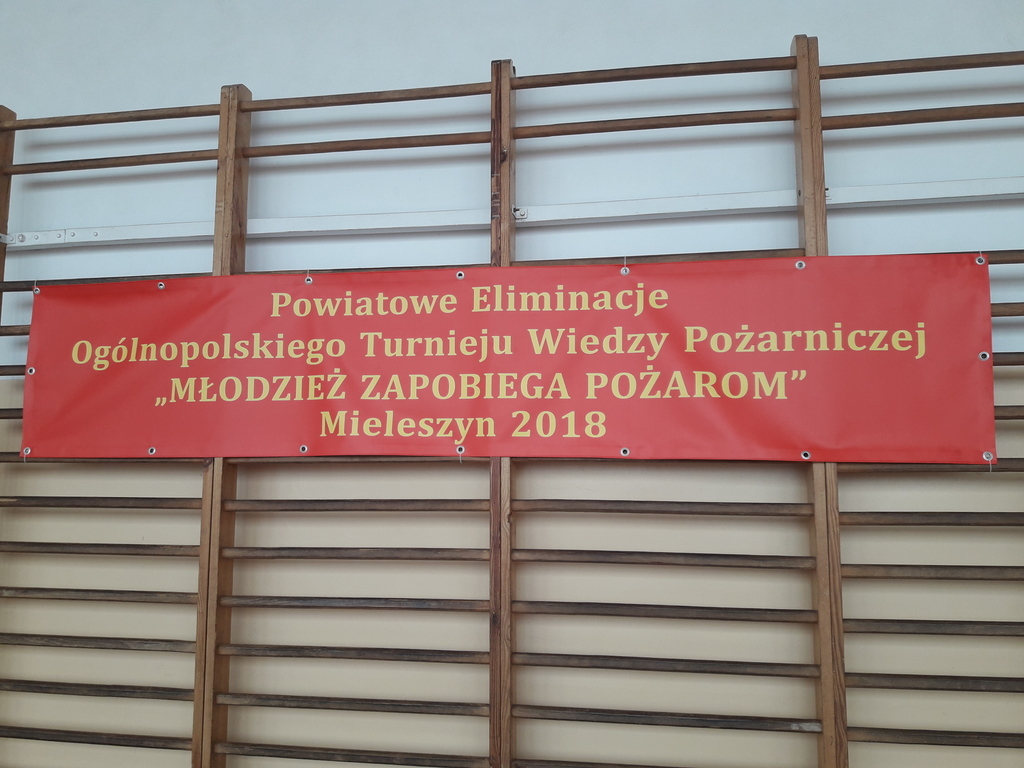 Powiatowe Eliminacje
Ogólnopolskiego Turnieju Wiedzy Pożarniczej
„MŁODZIEŻ ZAPOBIEGA POŻAROM”
Mieleszyn 2018